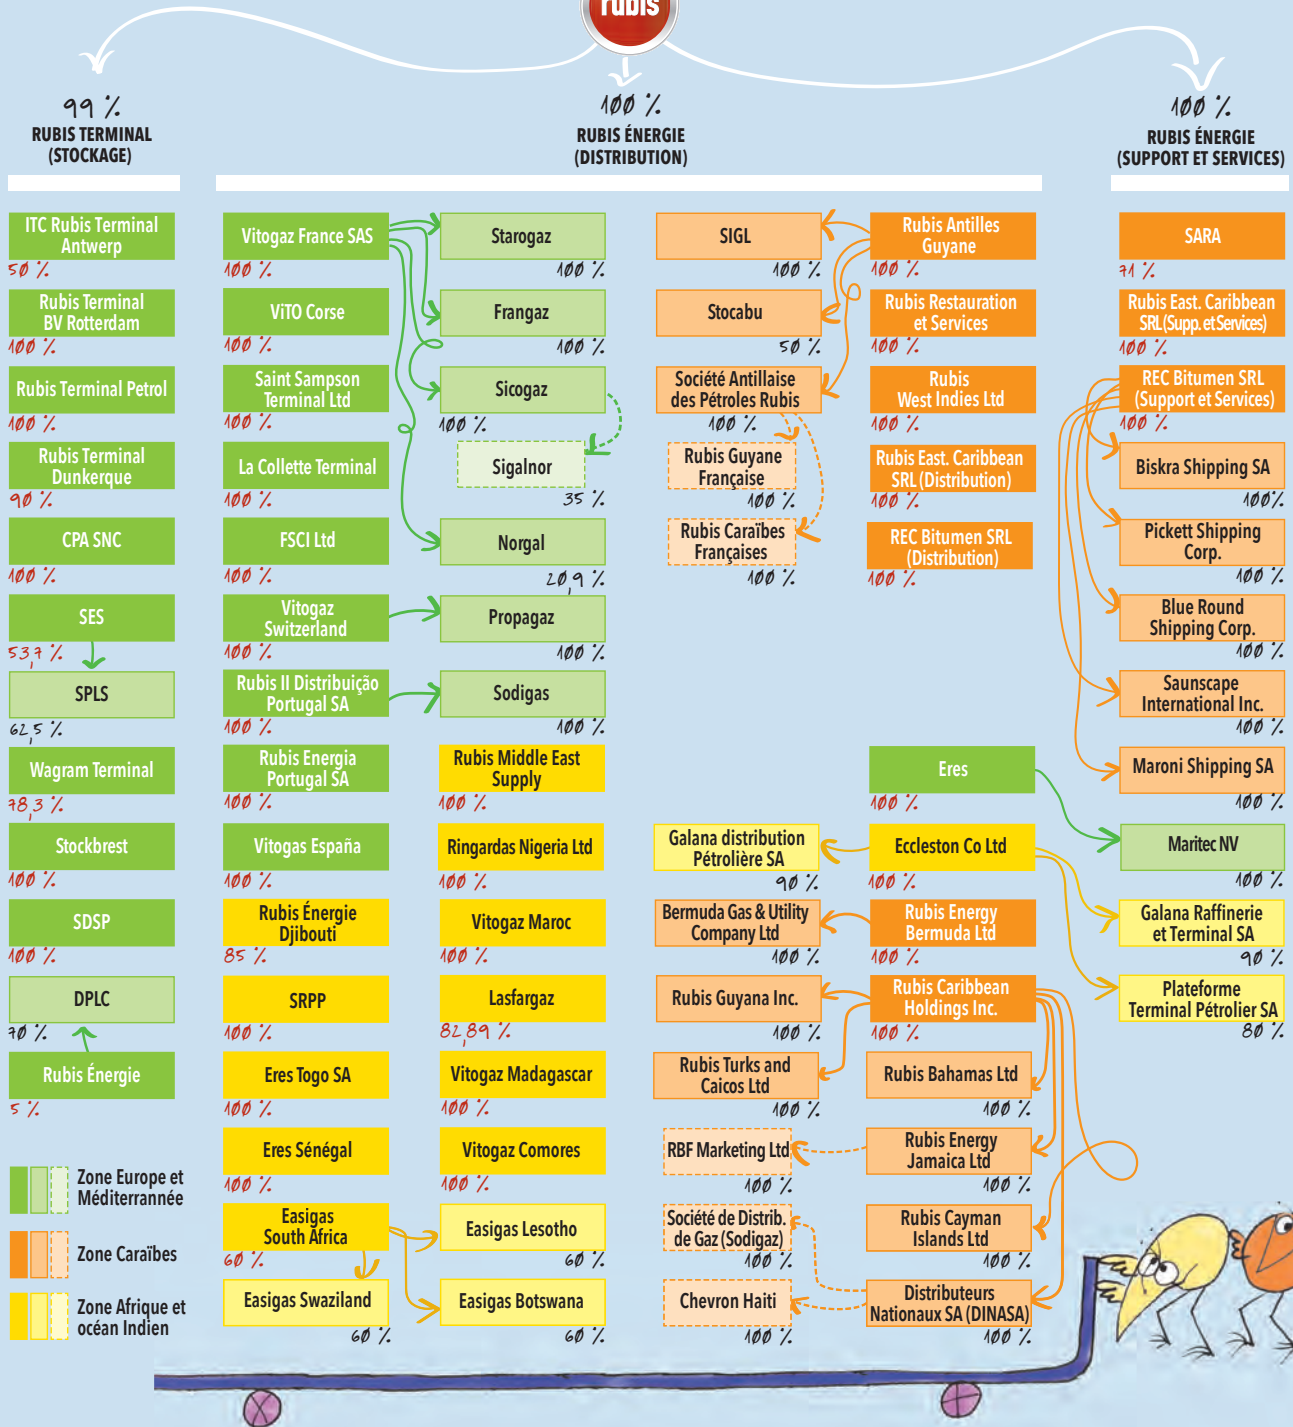 rubis
99 %
RUBIS TERMINAL
(STOCKAGE)
100 %
RUBIS ÉNERGIE
(DISTRIBUTION)
100 %
RUBIS ÉNERGIE
(SUPPORT ET SERVICES)
ITC Rubis Terminal
Antwerp
50 %
Rubis Terminal
BV Rotterdam
100 %
Rubis Terminal Petrol
100 %
Rubis Terminal
Dunkerque
90 %
CPA SNC
100 %
SES
53,7 %
SPLS
62,5 %
Wagram Terminal
78,3 %
Stockbrest
100 %
SDSP
100 %
DPLC
70 %
Rubis Énergie
5 %
Vitogaz France SAS
100 %
ViTO Corse
100 %
Saint Sampson
Terminal Ltd
100 %
La Collette Terminal
100 %
FSCI Ltd
100 %
Vitogaz
Switzerland
100 %
Rubis II Distribuição
Portugal SA
100 %
Rubis Energia
Portugal SA
100 %
Vitogas España
100 %
Rubis Énergie
Djibouti
85 %
SRPP
100 %
Eres Togo SA
100 %
Eres Sénégal
100 %
Easigas
South Africa
60 %
Easigas Swaziland
60 %
Starogaz
100 %
Frangaz
100 %
Sicogaz
100 %
Sigalnor
35 %
Norgal
20,9 %
Propagaz
100 %
Sodigas
100 %
Rubis Middle East
Supply
100 %
Ringardas Nigeria Ltd
100 %
Vitogaz Maroc
100 %
Lasfargaz
82,89 %
Vitogaz Madagascar
100 %
Vitogaz Comores
100 %
Easigas Lesotho
60 %
Easigas Botswana
60 %
SIGL
100 %
Stocabu
50 %
Société Antillaise
des Pétroles Rubis
100 %
Rubis Guyane
Française
100 %
Rubis Caraïbes
Françaises
100 %
Galana distribution
Pétrolière SA
90 %
Bermuda Gas & Utility
Company Ltd
100 %
Rubis Guyana Inc.
100 %
Rubis Turks and
Caicos Ltd
100 %
RBF Marketing Ltd
100 %
Société de Distrib.
de Gaz (Sodigaz)
100 %
Chevron Haiti
100 %
Rubis Antilles
Guyane
100 %
Rubis Restauration
et Services
100 %
Rubis
West Indies Ltd
100 %
Rubis East. Caribbean
SRL (Distribution)
100 %
REC Bitumen SRL
(Distribution)
100 %
Eres
100 %
Eccleston Co Ltd
100 %
Rubis Energy
Bermuda Ltd
100 %
Rubis Caribbean
Holdings Inc.
100 %
Rubis Bahamas Ltd
100 %
Rubis Energy
Jamaica Ltd
100 %
Rubis Cayman
Islands Ltd
100 %
Distributeurs
Nationaux SA (DINASA)
100 %
SARA
71 %
Rubis East. Caribbean
SRL (Supp. et Services)
100 %
REC Bitumen SRL
(Support et Services)
100 %
Biskra Shipping SA
100%
Pickett Shipping
Corp.
100 %
Blue Round
Shipping Corp.
100 %
Saunscape
International Inc.
100 %
Maroni Shipping SA
100 %
Maritec NV
100 %
Galana Raffinerie
et Terminal SA
90 %
Plateforme
Terminal Pétrolier SA
80 %
Zone Europe et
Méditerrannée
Zone Caraïbes
Zone Afrique et
océan Indien